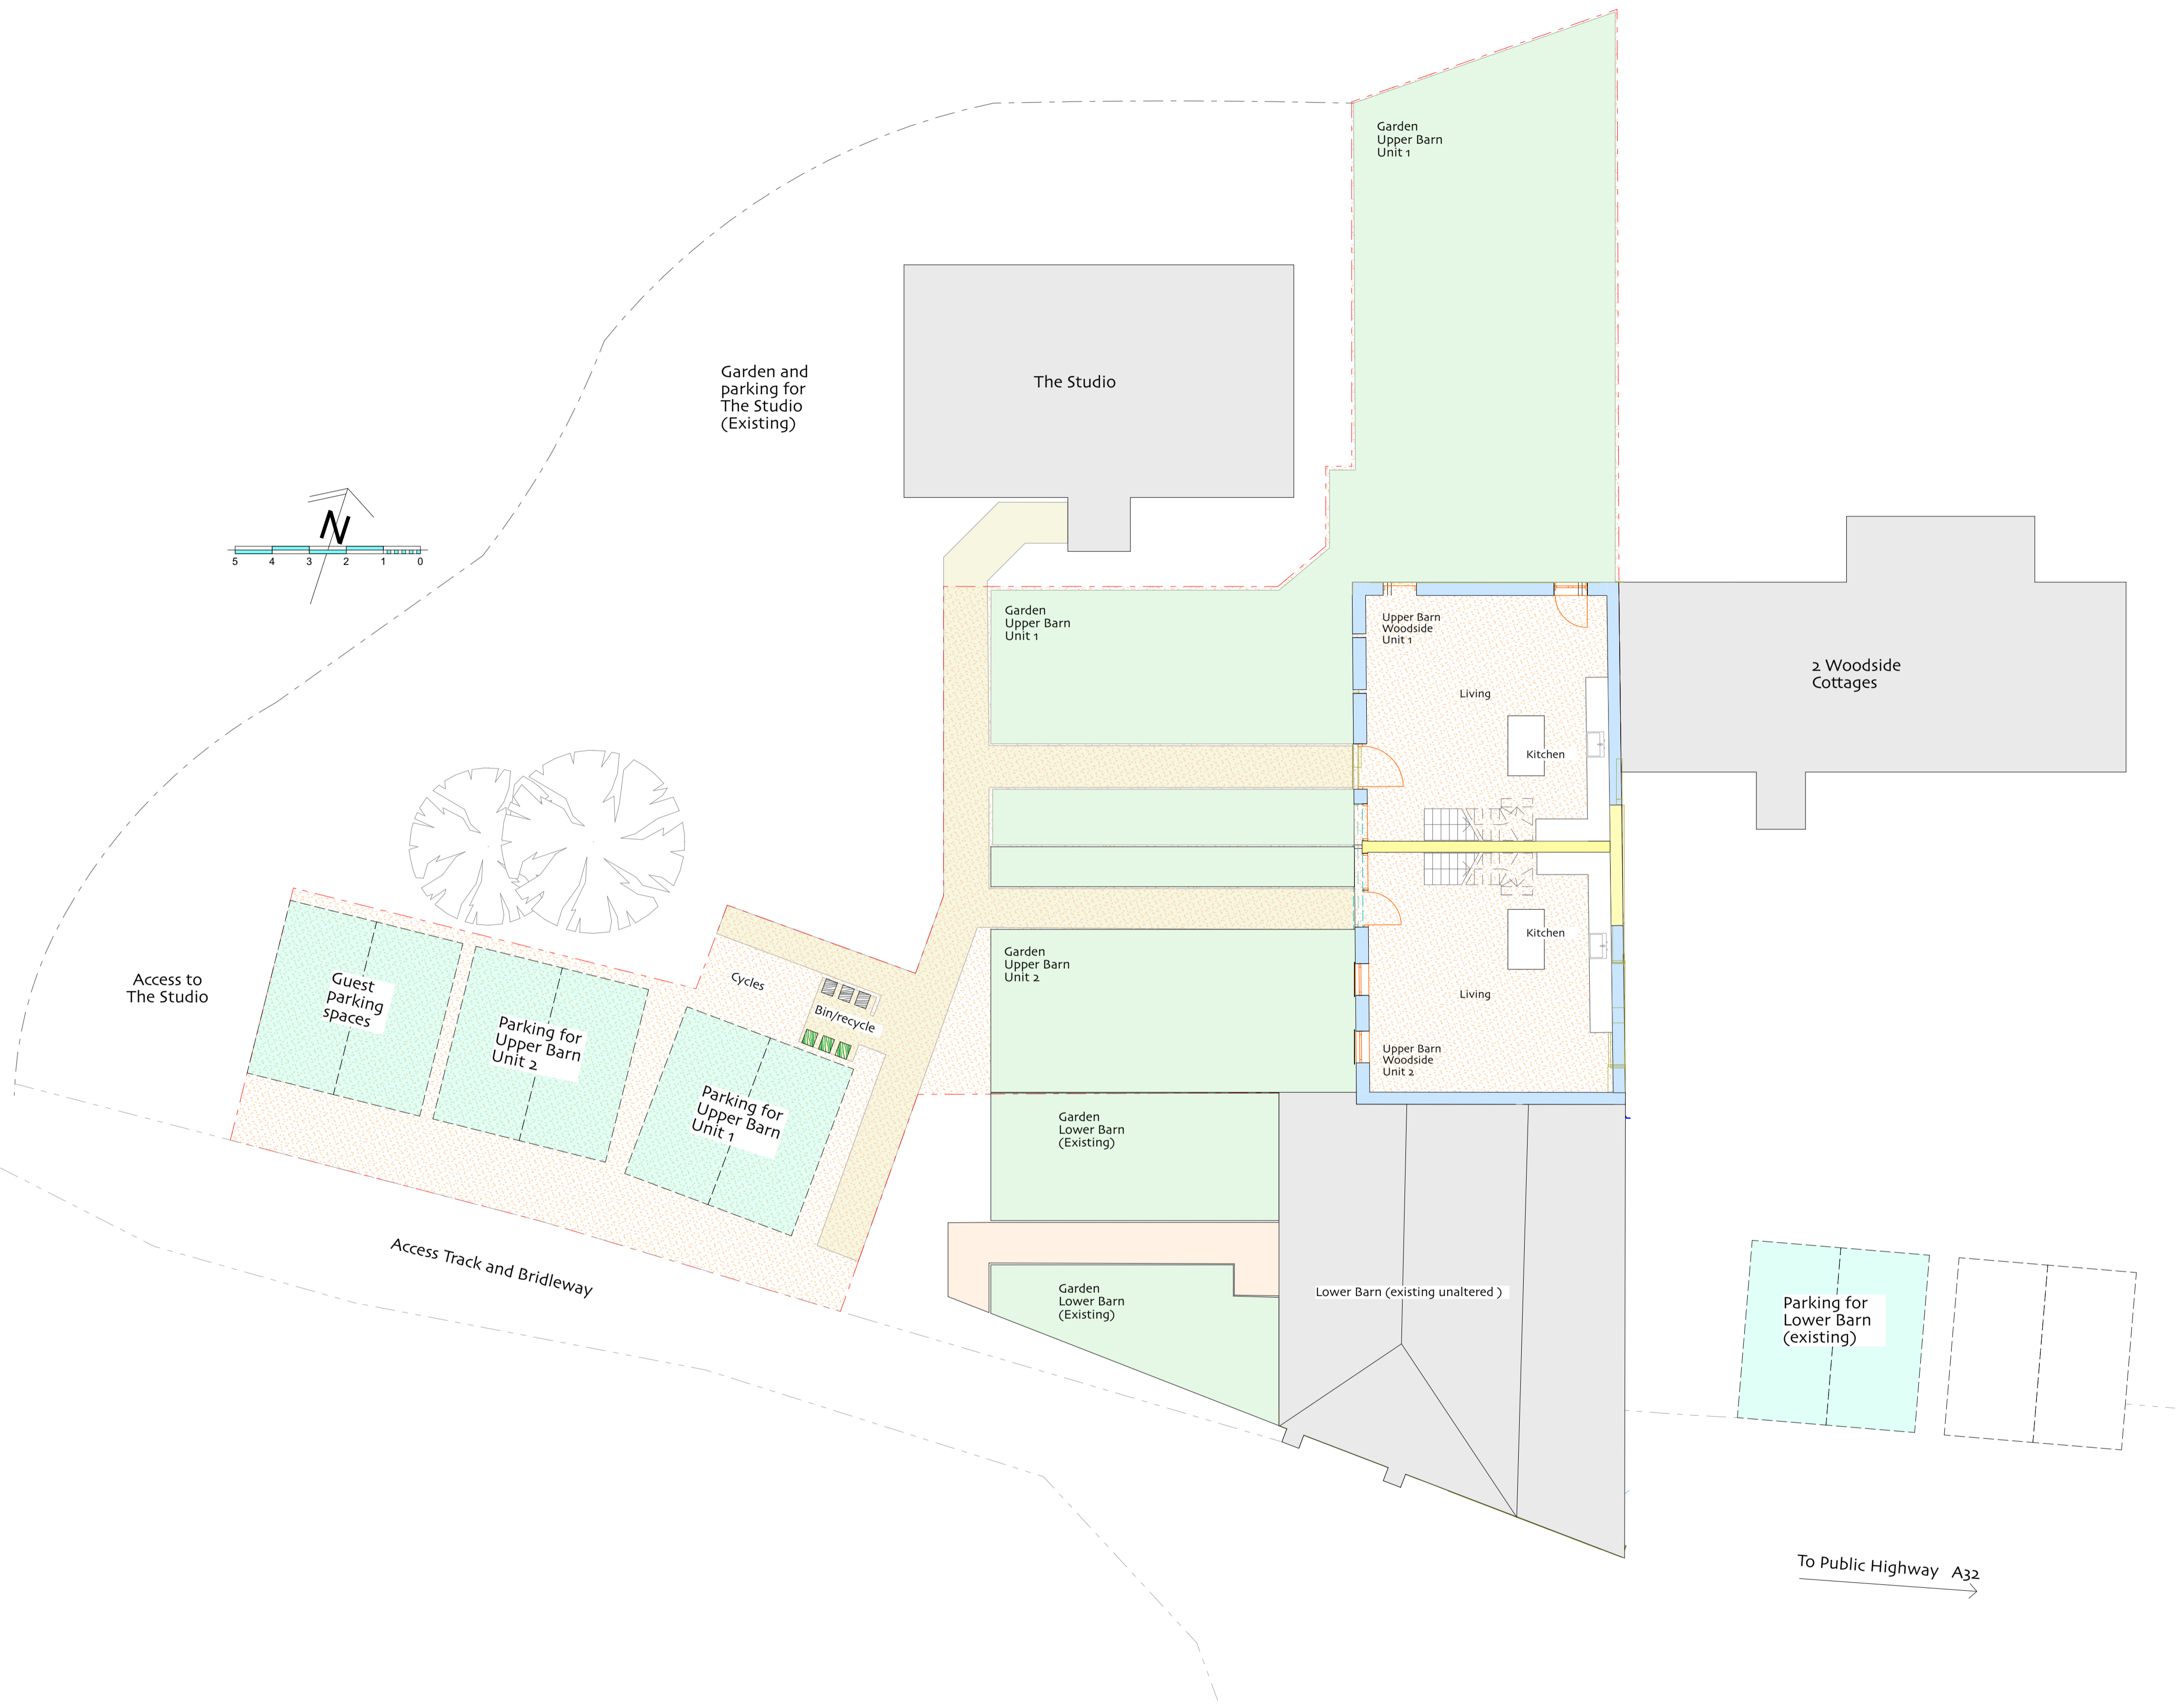 Garden
Upper Barn
Unit 1
Garden and
parking for
The Studio
(Existing)
The Studio
N
5 4 3 2 1 0
Garden
Upper Barn
Unit 1
Upper Barn
Woodside
Unit 1
Living
Kitchen
2 Woodside
Cottages
Kitchen
Living
Upper Barn
Woodside
Unit 2
Garden
Upper Barn
Unit 2
Access to
The Studio
Guest
parking
spaces
Parking for
Upper Barn
Unit 2
Cycles
Bin/recycle
Parking for
Upper Barn
Unit 1
Garden
Lower Barn
(Existing)
Access Track and Bridleway
Garden
Lower Barn
(Existing)
Lower Barn (existing unaltered )
Parking for
Lower Barn
(existing)
To Public Highway A32